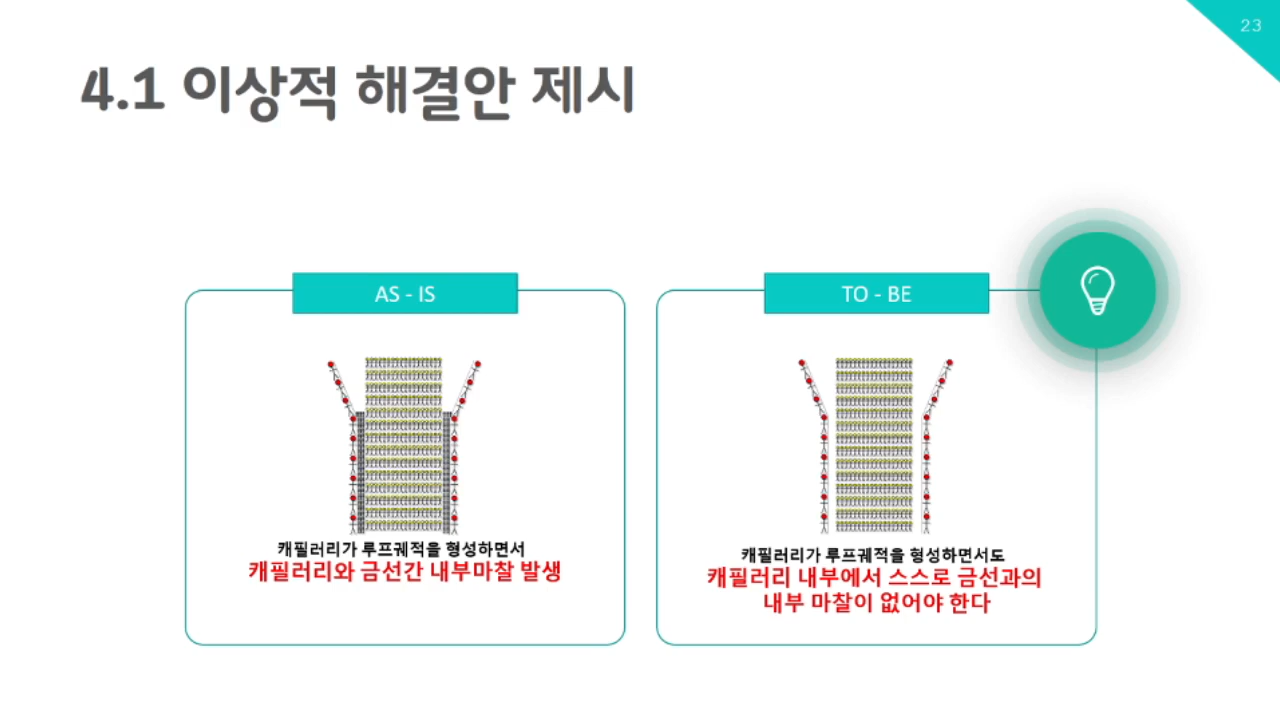 23
4.1 이상적 해결안 제시
AS - IS
TO - BE
캐필러리가 루프궤적을 형성하면서
캐필러리와 금선간 내부마찰 발생
캐필러리가 루프궤적을 형성하면서도
캐필러리 내부에서 스스로 금선과의
내부 마찰이 없어야 한다